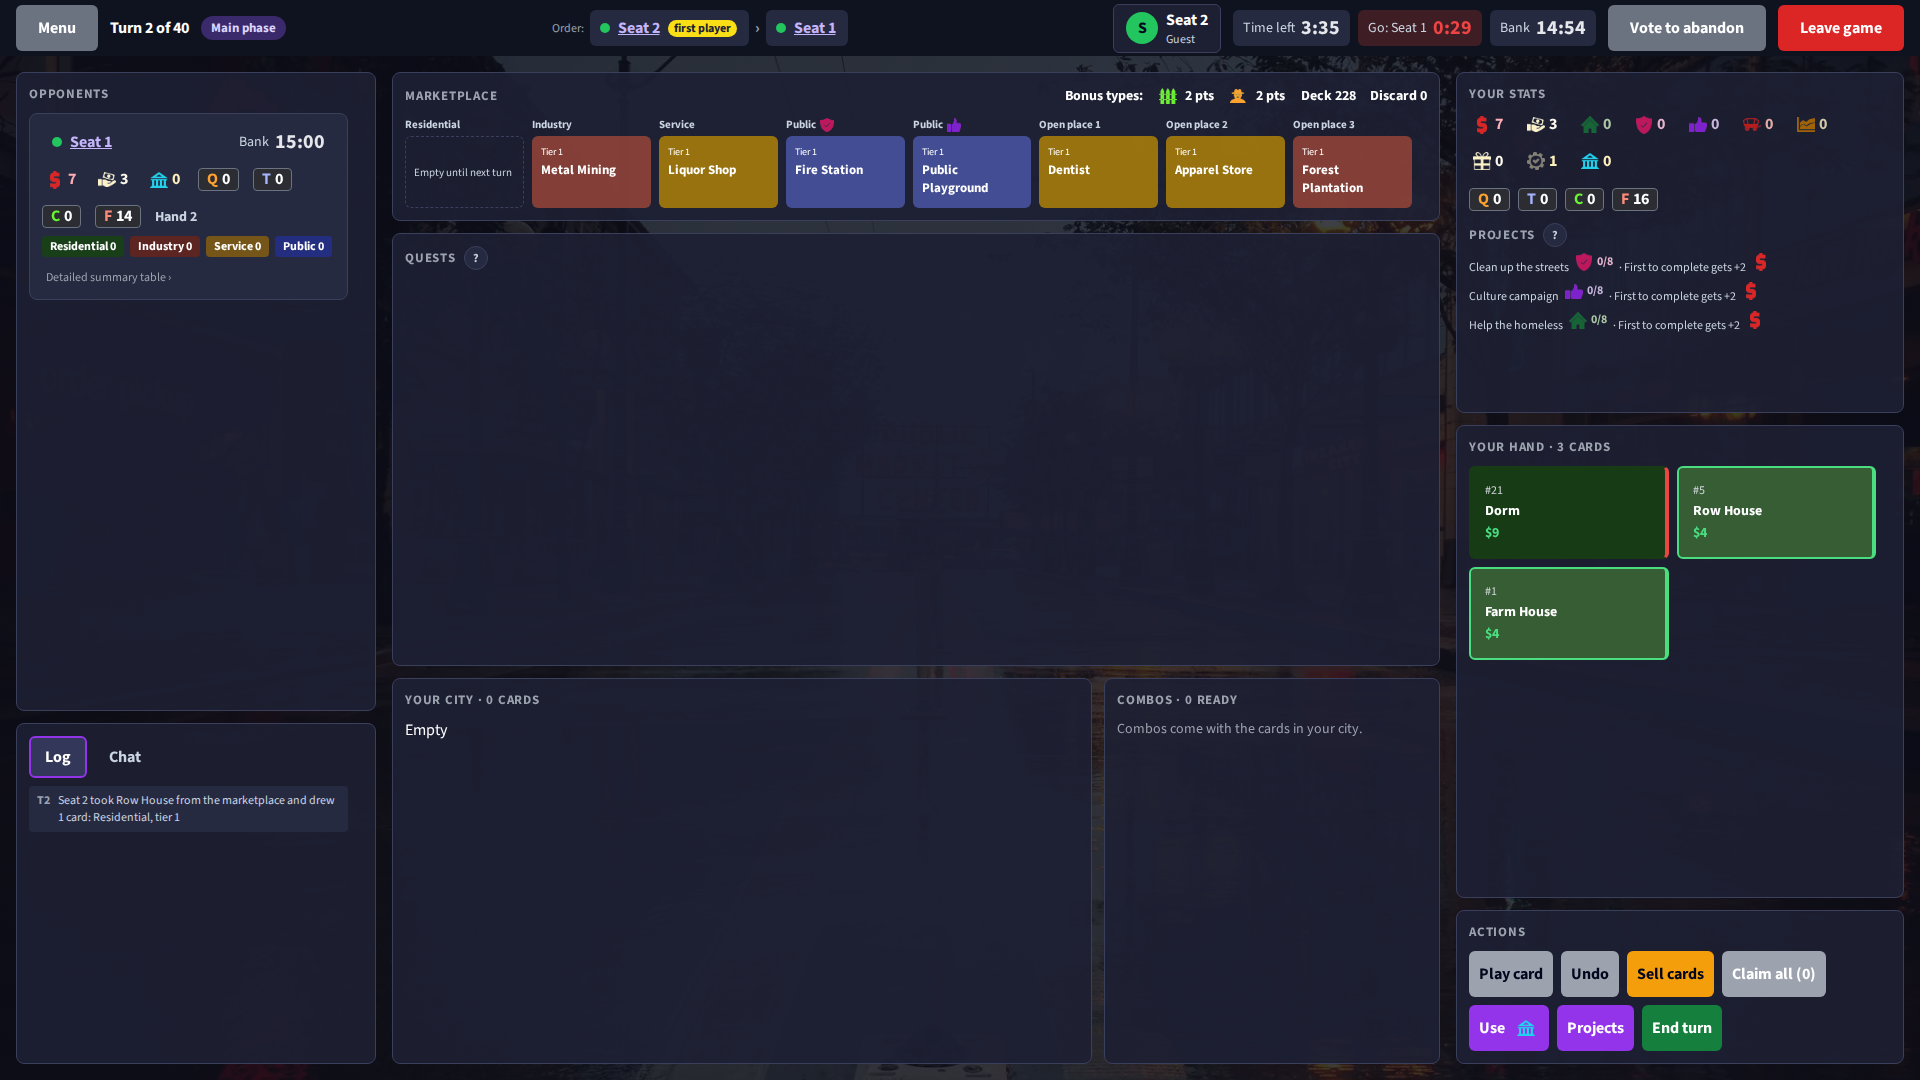 Menu
Turn 2 of 40
Main phase
Order:
Seat 2
first player
›
Seat 1
S
Seat 2
Guest
Time left 3:35
Go: Seat 1 0:29
Bank 14:54
Vote to abandon
Leave game
OPPONENTS
Seat 1
Bank 15:00
7
3
0
Q 0
T 0
C 0
F 14
Hand 2
Residential 0
Industry 0
Service 0
Public 0
Detailed summary table ›
Log
Chat
T2 Seat 2 took Row House from the marketplace and drew
1 card: Residential, tier 1
MARKETPLACE
Bonus types:
2 pts
2 pts
Deck 228
Discard 0
Residential
Empty until next turn
Industry
Tier 1
Metal Mining
Service
Tier 1
Liquor Shop
Public
Tier 1
Fire Station
Public
Tier 1
Public
Playground
Open place 1
Tier 1
Dentist
Open place 2
Tier 1
Apparel Store
Open place 3
Tier 1
Forest
Plantation
QUESTS
?
YOUR CITY · 0 CARDS
Empty
COMBOS · 0 READY
Combos come with the cards in your city.
YOUR STATS
7
3
0
0
0
0
0
0
1
0
Q 0
T 0
C 0
F 16
PROJECTS
?
Clean up the streets 0/8 · First to complete gets +2
Culture campaign 0/8 · First to complete gets +2
Help the homeless 0/8 · First to complete gets +2
YOUR HAND · 3 CARDS
#21
Dorm
$9
#5
Row House
$4
#1
Farm House
$4
ACTIONS
Play card
Undo
Sell cards
Claim all (0)
Use
Projects
End turn